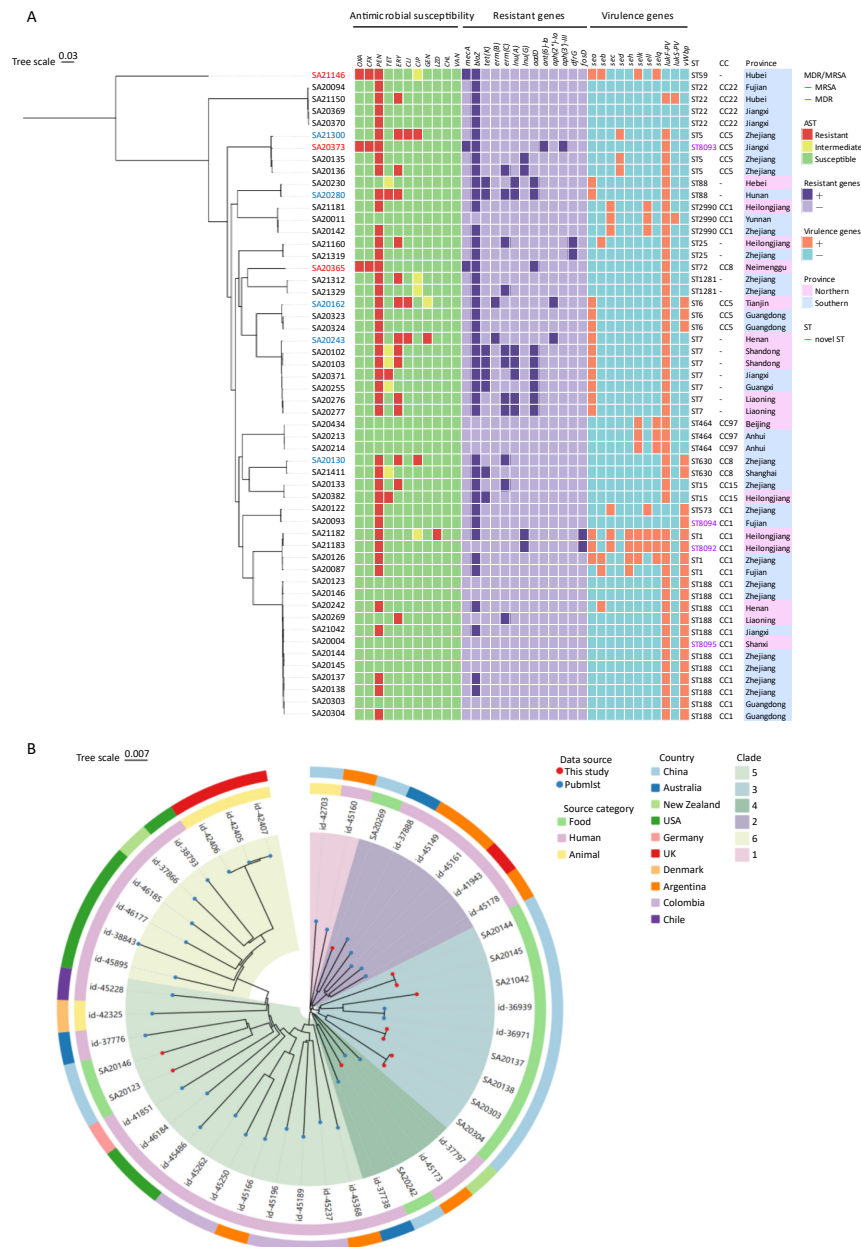 A
Antimicrobial susceptibility Resistant genes Virulence genes
Tree scale 0.03
OXA CFX PEN TET ERY CLI CIP GEN LZD CHL VAN mecA blaZ tet(K) erm(B) erm(C) lnu(A) lnu(G) aadD ant(6)-Ia aph(2")-Ia aph(3')-III dfrG fosD sea seb sec sed seh selk sell selq lukF-PV lukS-PV vWbp
ST CC Province
SA21146 ST59 - Hubei
SA20094 ST22 CC22 Fujian
SA21150 ST22 CC22 Hubei
SA20369 ST22 CC22 Jiangxi
SA20370 ST22 CC22 Jiangxi
SA21300 ST5 CC5 Zhejiang
SA20373 ST8093 CC5 Jiangxi
SA20135 ST5 CC5 Zhejiang
SA20136 ST5 CC5 Zhejiang
SA20230 ST88 - Hebei
SA20280 ST88 - Hunan
SA21181 ST2990 CC1 Heilongjiang
SA20011 ST2990 CC1 Yunnan
SA20142 ST2990 CC1 Zhejiang
SA21160 ST25 - Heilongjiang
SA21319 ST25 - Zhejiang
SA20365 ST72 CC8 Neimenggu
SA21312 ST1281 - Zhejiang
SA21329 ST1281 - Zhejiang
SA20162 ST6 CC5 Tianjin
SA20323 ST6 CC5 Guangdong
SA20324 ST6 CC5 Guangdong
SA20243 ST7 - Henan
SA20102 ST7 - Shandong
SA20103 ST7 - Shandong
SA20371 ST7 - Jiangxi
SA20255 ST7 - Guangxi
SA20276 ST7 - Liaoning
SA20277 ST7 - Liaoning
SA20434 ST464 CC97 Beijing
SA20213 ST464 CC97 Anhui
SA20214 ST464 CC97 Anhui
SA20130 ST630 CC8 Zhejiang
SA21411 ST630 CC8 Shanghai
SA20133 ST15 CC15 Zhejiang
SA20382 ST15 CC15 Heilongjiang
SA20122 ST573 CC1 Zhejiang
SA20093 ST8094 CC1 Fujian
SA21182 ST1 CC1 Heilongjiang
SA21183 ST8092 CC1 Heilongjiang
SA20126 ST1 CC1 Zhejiang
SA20087 ST1 CC1 Fujian
SA20123 ST188 CC1 Zhejiang
SA20146 ST188 CC1 Zhejiang
SA20242 ST188 CC1 Henan
SA20269 ST188 CC1 Liaoning
SA21042 ST188 CC1 Jiangxi
SA20004 ST8095 CC1 Shanxi
SA20144 ST188 CC1 Zhejiang
SA20145 ST188 CC1 Zhejiang
SA20137 ST188 CC1 Zhejiang
SA20138 ST188 CC1 Zhejiang
SA20303 ST188 CC1 Guangdong
SA20304 ST188 CC1 Guangdong
MDR/MRSA
— MRSA
— MDR
AST
Resistant
Intermediate
Susceptible
Resistant genes
+
—
Virulence genes
+
—
Province
Northern
Southern
ST
— novel ST
B
Tree scale 0.007
Data source
This study
Pubmlst
Source category
Food
Human
Animal
Country
China
Australia
New Zealand
USA
Germany
UK
Denmark
Argentina
Colombia
Chile
Clade
5
3
4
2
6
1
id-42703
id-45160
SA20269
id-37888
id-45149
id-45161
id-41943
id-45178
SA20144
SA20145
SA21042
id-36939
id-36971
SA20137
SA20138
SA20303
SA20304
id-37797
id-45173
SA20242
id-37738
id-45368
id-45237
id-45189
id-45196
id-45166
id-45250
id-45262
id-45486
id-46184
id-41851
SA20123
SA20146
id-37776
id-42325
id-45228
id-45895
id-38843
id-46177
id-46185
id-37866
id-38793
id-42406
id-42405
id-42407